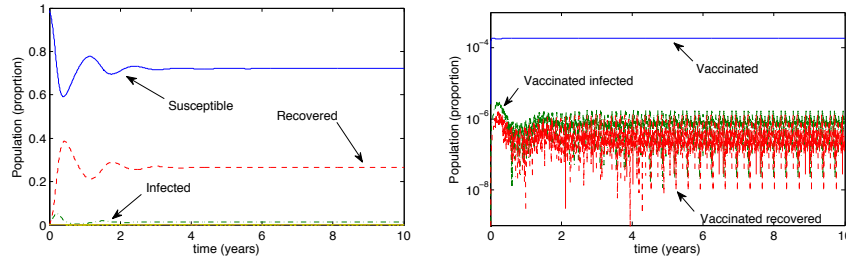 1
0.8
0.6
0.4
0.2
0
0
2
4
6
8
10
Population (proportion)
time (years)
Susceptible
Recovered
Infected
10⁻⁴
10⁻⁶
10⁻⁸
0
2
4
6
8
10
Population (proportion)
time (years)
Vaccinated
Vaccinated infected
Vaccinated recovered